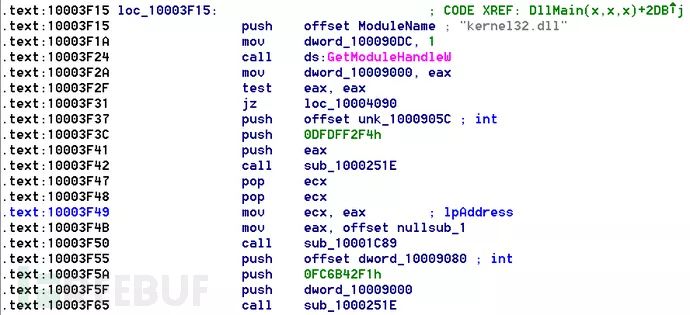 .text:10003F15 loc_10003F15: ; CODE XREF: DllMain(x,x,x)+2DB↑j
.text:10003F15 push offset ModuleName ; "kernel32.dll"
.text:10003F1A mov dword_100090DC, 1
.text:10003F24 call ds:GetModuleHandleW
.text:10003F2A mov dword_10009000, eax
.text:10003F2F test eax, eax
.text:10003F31 jz loc_10004090
.text:10003F37 push offset unk_1000905C ; int
.text:10003F3C push 0DFDFF2F4h
.text:10003F41 push eax
.text:10003F42 call sub_1000251E
.text:10003F47 pop ecx
.text:10003F48 pop ecx
.text:10003F49 mov ecx, eax ; lpAddress
.text:10003F4B mov eax, offset nullsub_1
.text:10003F50 call sub_10001C89
.text:10003F55 push offset dword_10009080 ; int
.text:10003F5A push 0FC6B42F1h
.text:10003F5F push dword_10009000
.text:10003F65 call sub_1000251E